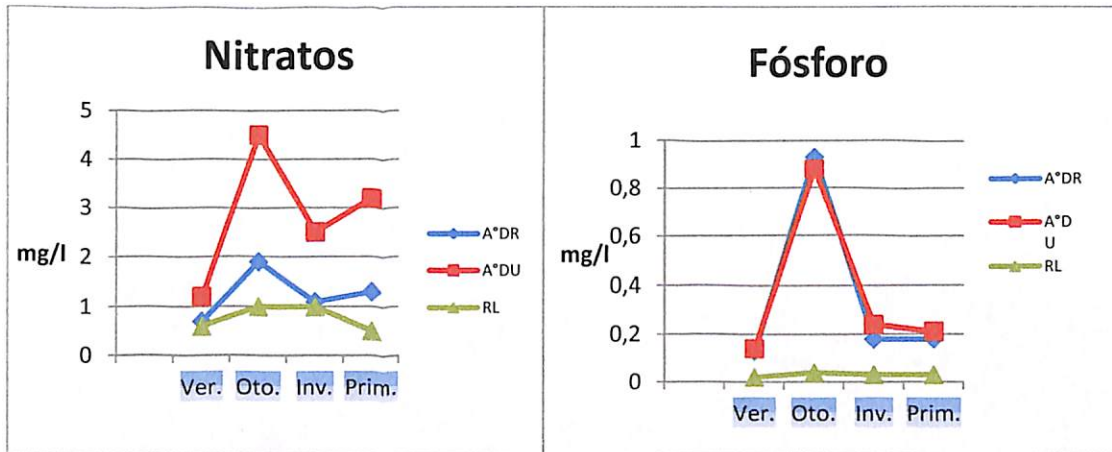 Nitratos
5
4
3
2
1
0
mg/l
Ver. Oto. Inv. Prim.
A°DR
A°DU
RL
Fósforo
1
0,8
0,6
0,4
0,2
0
mg/l
Ver. Oto. Inv. Prim.
A°DR
A°D
U
RL